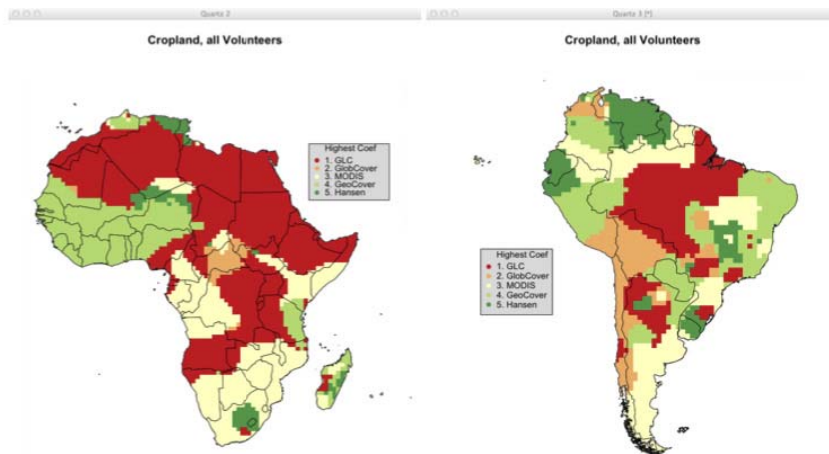 Quartz 2
Cropland, all Volunteers
Highest Coef
1. GLC
2. GlobCover
3. MODIS
4. GeoCover
5. Hansen
Quartz 3 [*]
Cropland, all Volunteers
Highest Coef
1. GLC
2. GlobCover
3. MODIS
4. GeoCover
5. Hansen